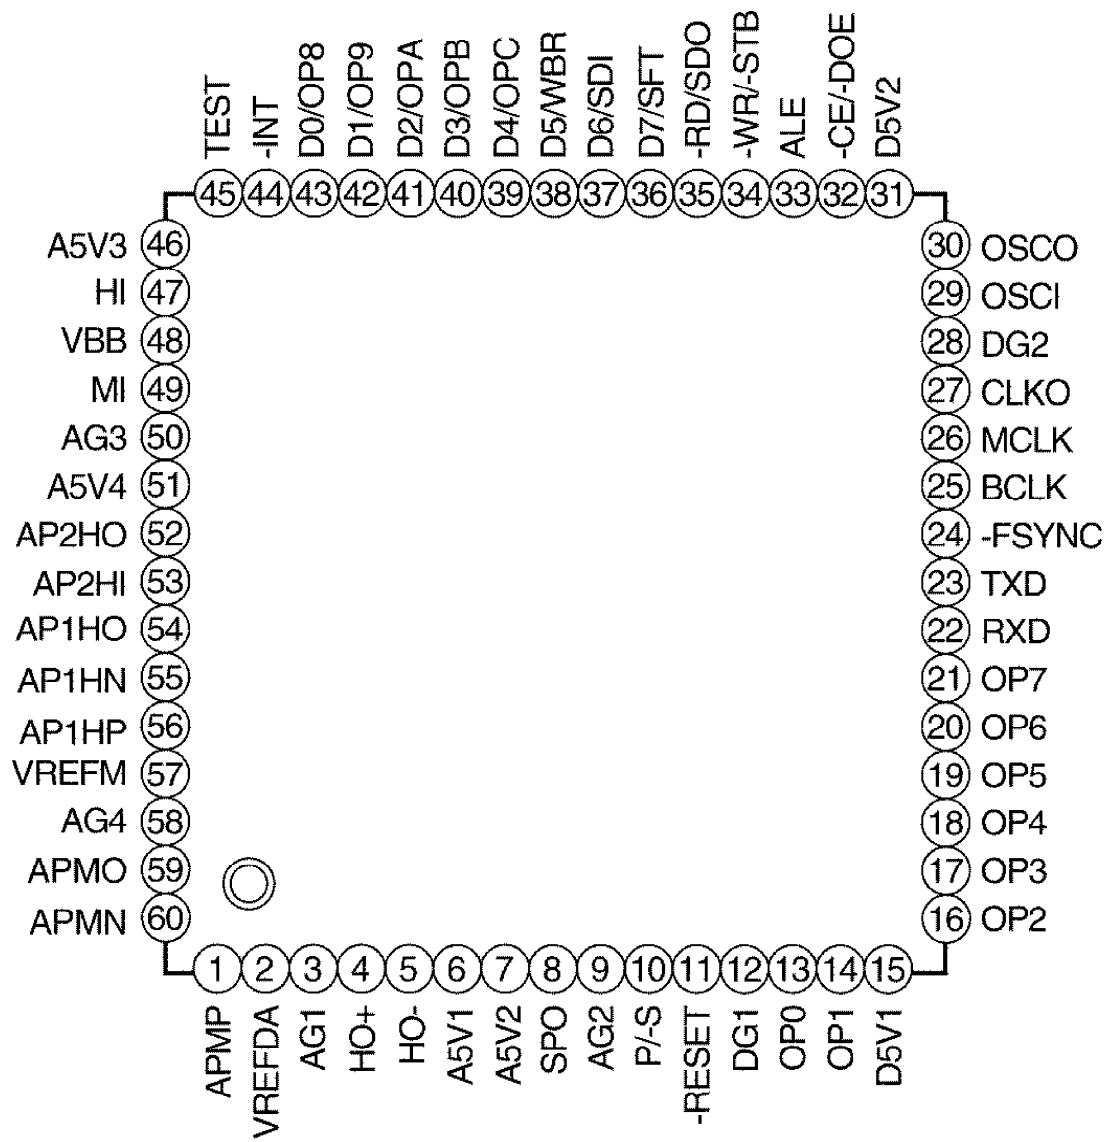 TEST
-INT
D0/OP8
D1/OP9
D2/OPA
D3/OPB
D4/OPC
D5/WBR
D6/SDI
D7/SFT
-RD/SDO
-WR/-STB
ALE
-CE/-DOE
D5V2
45 44 43 42 41 40 39 38 37 36 35 34 33 32 31
A5V3 46 30 OSCO
HI 47 29 OSCI
VBB 48 28 DG2
MI 49 27 CLKO
AG3 50 26 MCLK
A5V4 51 25 BCLK
AP2HO 52 24 -FSYNC
AP2HI 53 23 TXD
AP1HO 54 22 RXD
AP1HN 55 21 OP7
AP1HP 56 20 OP6
VREFM 57 19 OP5
AG4 58 18 OP4
APMO 59 17 OP3
APMN 60 16 OP2
1 2 3 4 5 6 7 8 9 10 11 12 13 14 15
APMP
VREFDA
AG1
HO+
HO-
A5V1
A5V2
SPO
AG2
P/-S
-RESET
DG1
OP0
OP1
D5V1